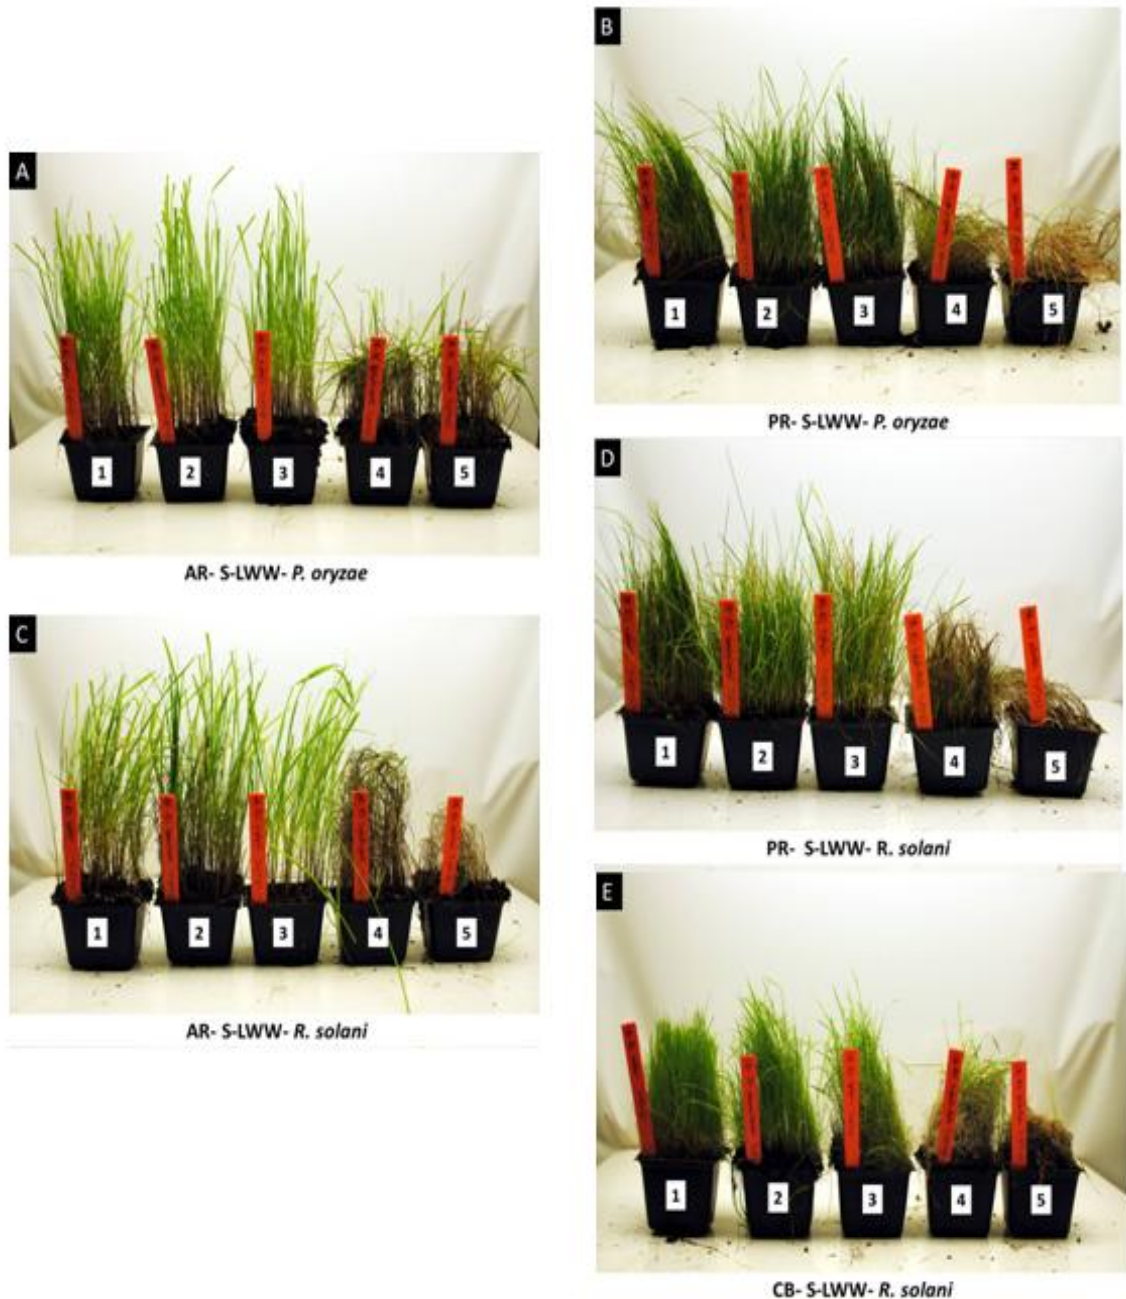 A
1 2 3 4 5
AR- S-LWW- P. oryzae
B
1 2 3 4 5
PR- S-LWW- P. oryzae
C
1 2 3 4 5
AR- S-LWW- R. solani
D
1 2 3 4 5
PR- S-LWW- R. solani
E
1 2 3 4 5
CB- S-LWW- R. solani